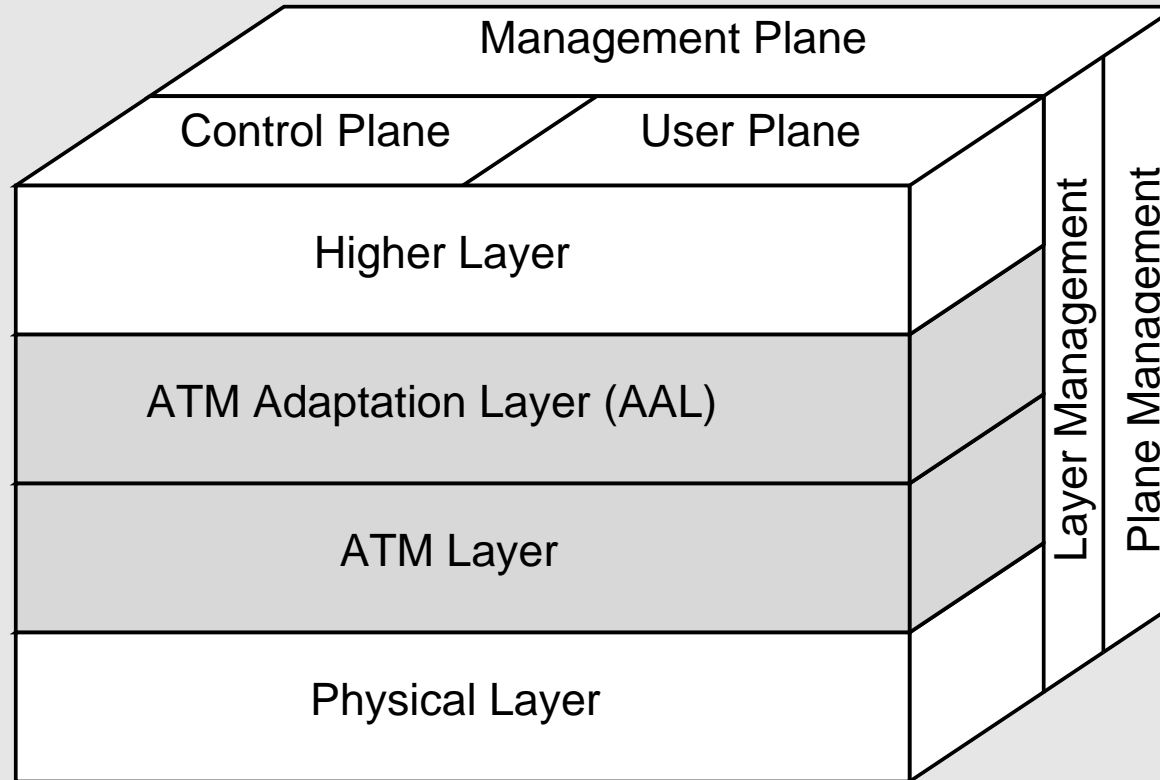 Management Plane
Control Plane
User Plane
Higher Layer
ATM Adaptation Layer (AAL)
ATM Layer
Physical Layer
Layer Management
Plane Management